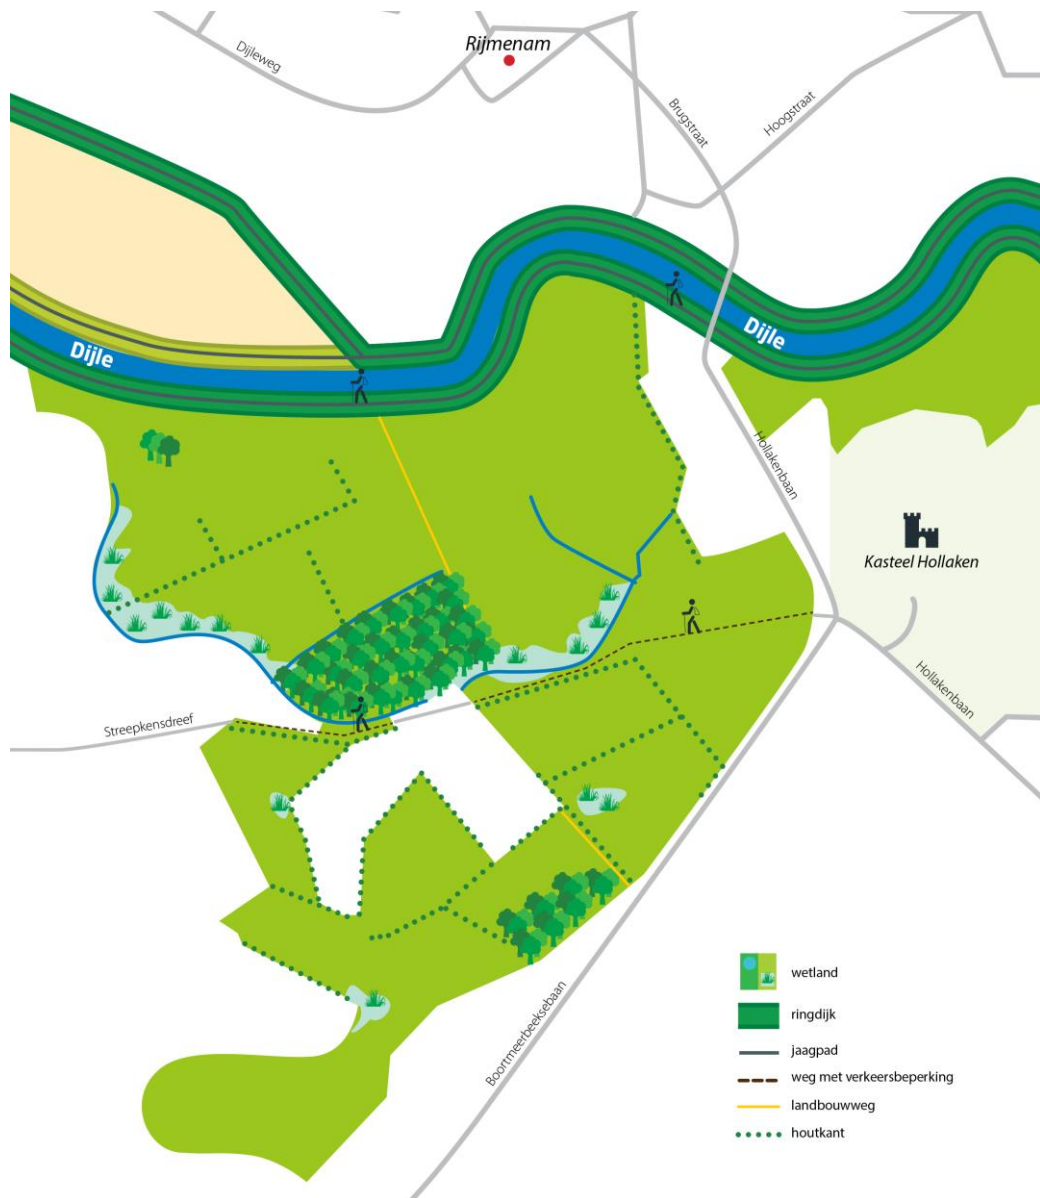 Rijmenam
Dijleweg
Brugstraat
Hoogstraat
Dijle
Dijle
Hollakenbaan
Kasteel Hollaken
Hollakenbaan
Streepkensdreef
Boortmeerbeeksebaan
wetland
ringdijk
jaagpad
weg met verkeersbeperking
landbouwweg
houtkant